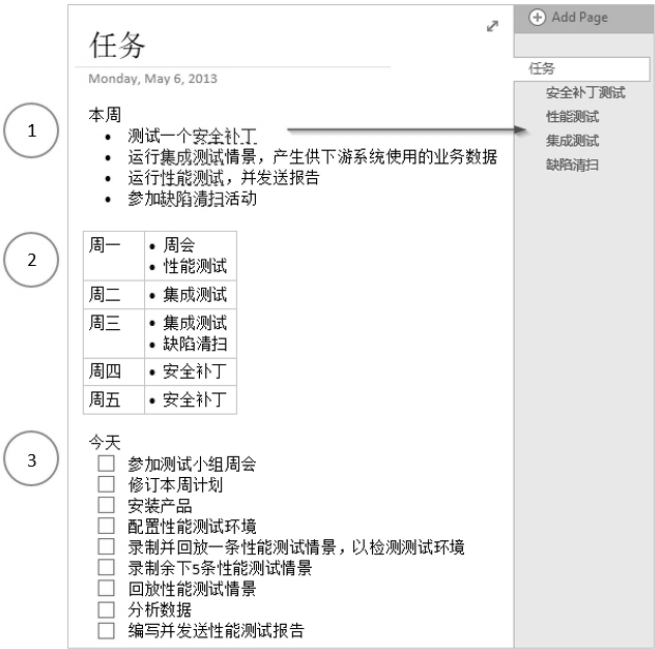 任务
Monday, May 6, 2013
1
本周
• 测试一个安全补丁
• 运行集成测试情景，产生供下游系统使用的业务数据
• 运行性能测试，并发送报告
• 参加缺陷清扫活动
2
周一
• 周会
• 性能测试
周二
• 集成测试
周三
• 集成测试
• 缺陷清扫
周四
• 安全补丁
周五
• 安全补丁
3
今天
参加测试小组周会
修订本周计划
安装产品
配置性能测试环境
录制并回放一条性能测试情景，以检测测试环境
录制余下5条性能测试情景
回放性能测试情景
分析数据
编写并发送性能测试报告
Add Page
任务
安全补丁测试
性能测试
集成测试
缺陷清扫